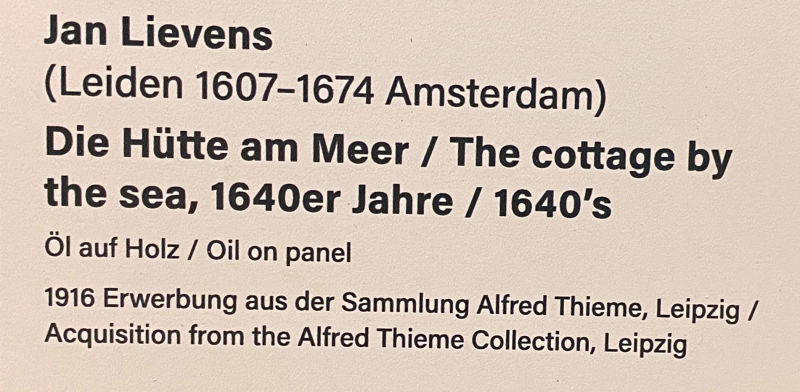 Jan Lievens
(Leiden 1607–1674 Amsterdam)
Die Hütte am Meer / The cottage by
the sea, 1640er Jahre / 1640's
Öl auf Holz / Oil on panel
1916 Erwerbung aus der Sammlung Alfred Thieme, Leipzig /
Acquisition from the Alfred Thieme Collection, Leipzig